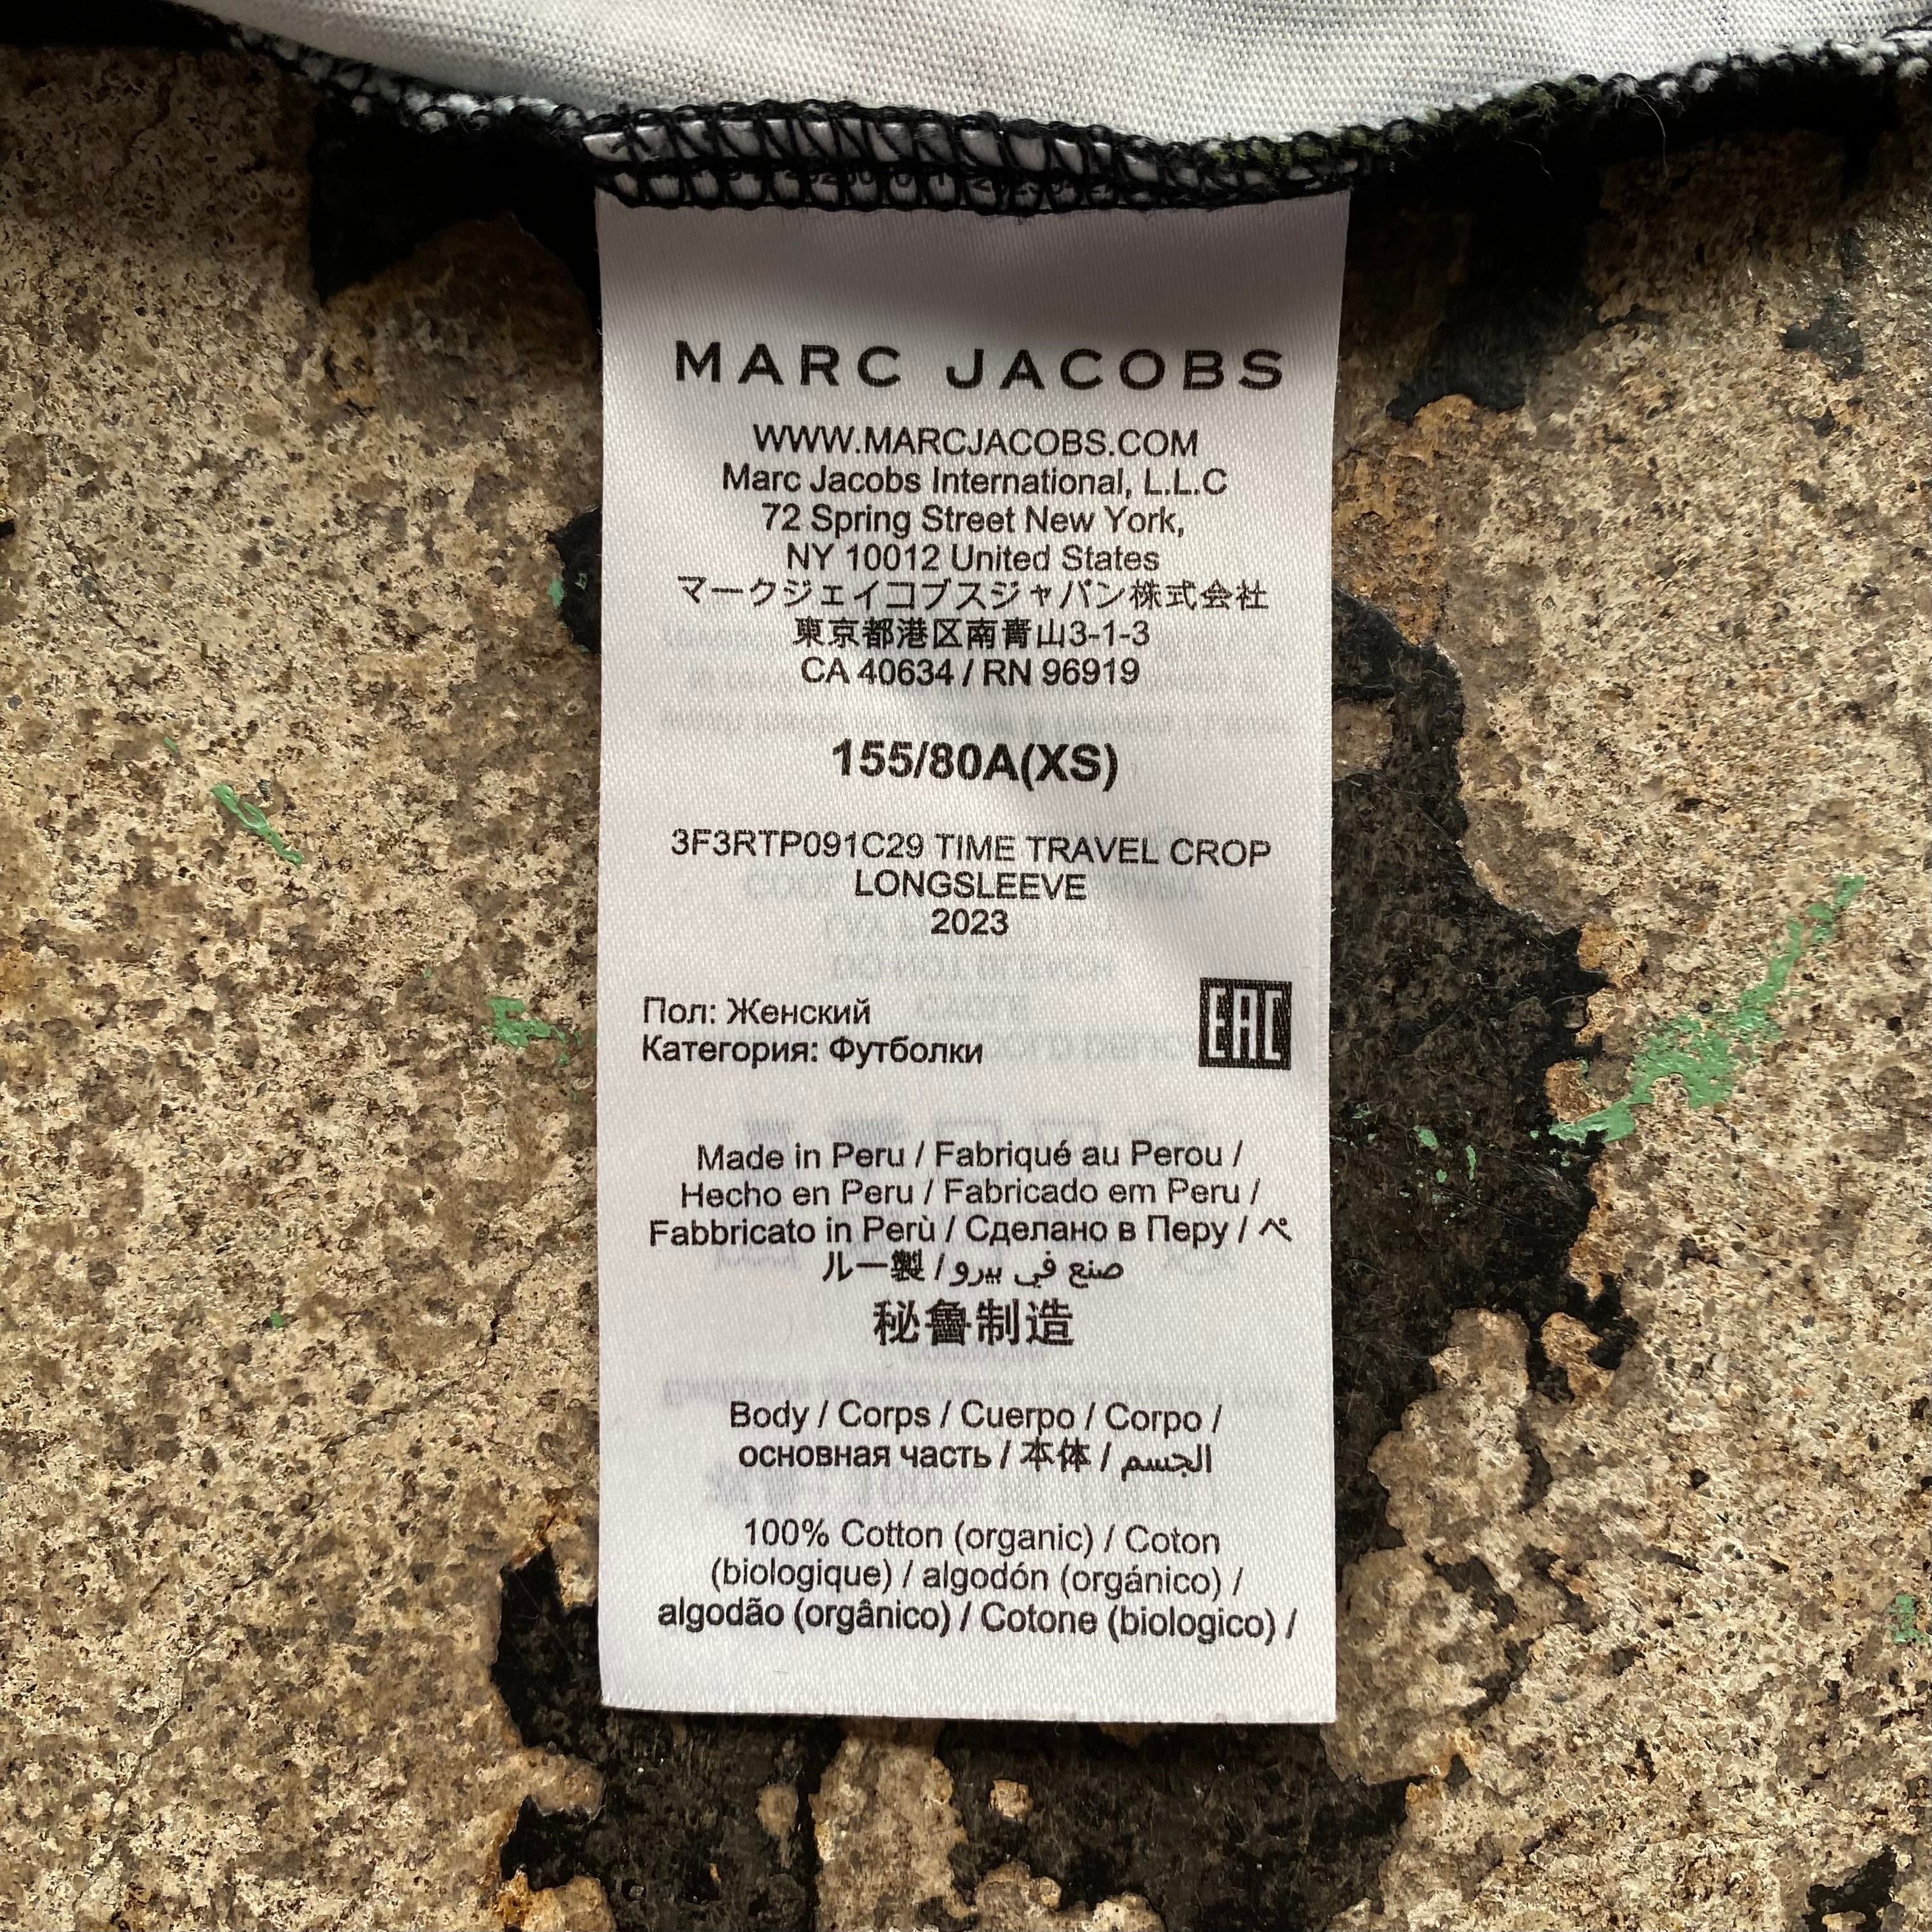 MARC JACOBS
WWW.MARCJACOBS.COM
Marc Jacobs International, L.L.C
72 Spring Street New York,
NY 10012 United States
マークジェイコブスジャパン株式会社
東京都港区南青山3-1-3
CA 40634 / RN 96919
155/80A(XS)
3F3RTP091C29 TIME TRAVEL CROP
LONGSLEEVE
2023
Пол: Женский
Категория: Футболки
EAC
Made in Peru / Fabriqué au Perou /
Hecho en Peru / Fabricado em Peru /
Fabbricato in Perù / Сделано в Перу / ペ
ルー製 / صنع في بيرو
秘鲁制造
Body / Corps / Cuerpo / Corpo /
основная часть / 本体 / الجسم
100% Cotton (organic) / Coton
(biologique) / algodón (orgánico) /
algodão (orgânico) / Cotone (biologico) /